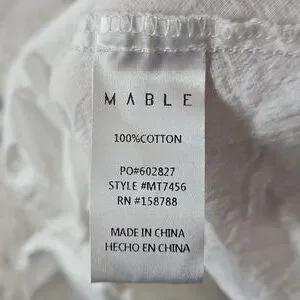 MABLE
100%COTTON
PO#602827
STYLE #MT7456
RN #158788
MADE IN CHINA
HECHO EN CHINA